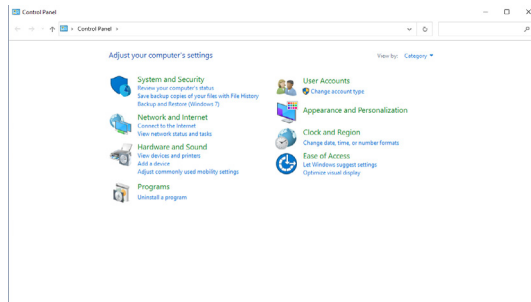 Control Panel
Control Panel
Adjust your computer's settings
View by: Category
System and Security
Review your computer's status
Save backup copies of your files with File History
Backup and Restore (Windows 7)
Network and Internet
Connect to the Internet
View network status and tasks
Hardware and Sound
View devices and printers
Add a device
Adjust commonly used mobility settings
Programs
Uninstall a program
User Accounts
Change account type
Appearance and Personalization
Clock and Region
Change date, time, or number formats
Ease of Access
Let Windows suggest settings
Optimize visual display